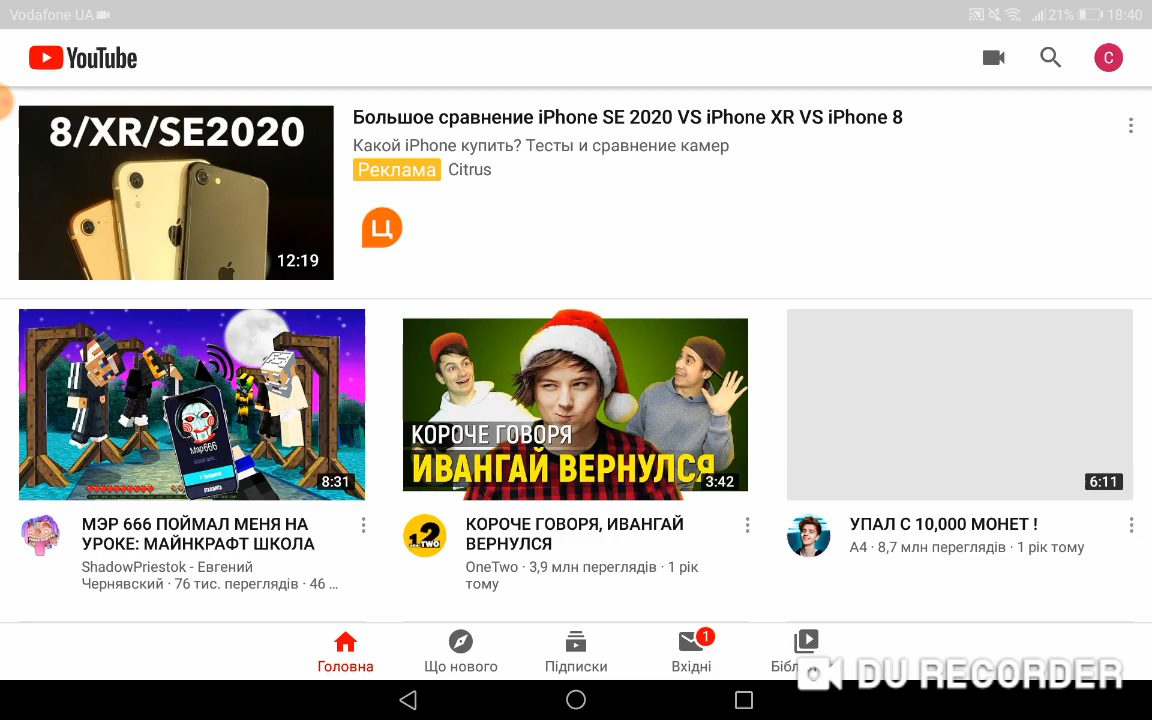 Vodafone UA
21%
18:40
YouTube
C
8/XR/SE2020
12:19
Большое сравнение iPhone SE 2020 VS iPhone XR VS iPhone 8
Какой iPhone купить? Тесты и сравнение камер
Реклама Citrus
Ц
Мэр666
8:31
КОРОЧЕ ГОВОРЯ
ИВАНГАЙ ВЕРНУЛСЯ
3:42
6:11
МЭР 666 ПОЙМАЛ МЕНЯ НА
УРОКЕ: МАЙНКРАФТ ШКОЛА
ShadowPriestok - Евгений
Чернявский · 76 тис. переглядів · 46 ...
12
TWO
КОРОЧЕ ГОВОРЯ, ИВАНГАЙ
ВЕРНУЛСЯ
OneTwo · 3,9 млн переглядів · 1 рік
тому
УПАЛ С 10,000 МОНЕТ !
A4 · 8,7 млн переглядів · 1 рік тому
Головна
Що нового
Підписки
1
Вхідні
DU RECORDER